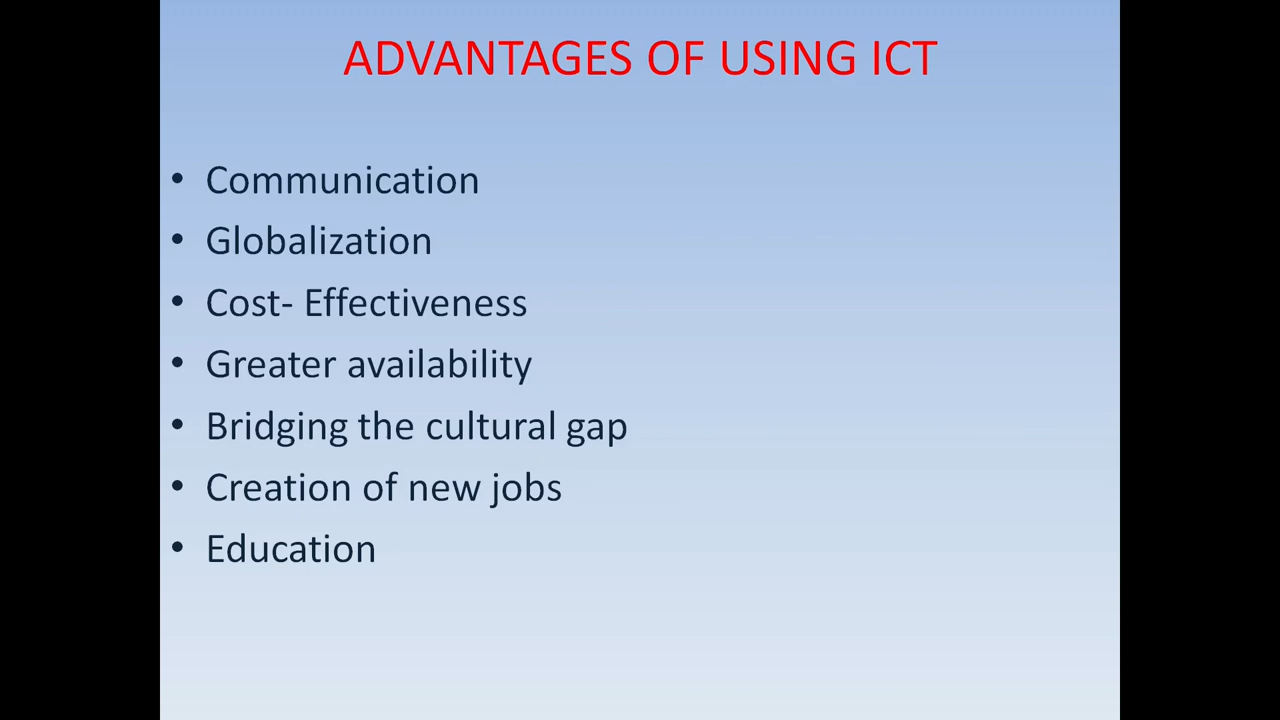 ADVANTAGES OF USING ICT
• Communication
• Globalization
• Cost- Effectiveness
• Greater availability
• Bridging the cultural gap
• Creation of new jobs
• Education